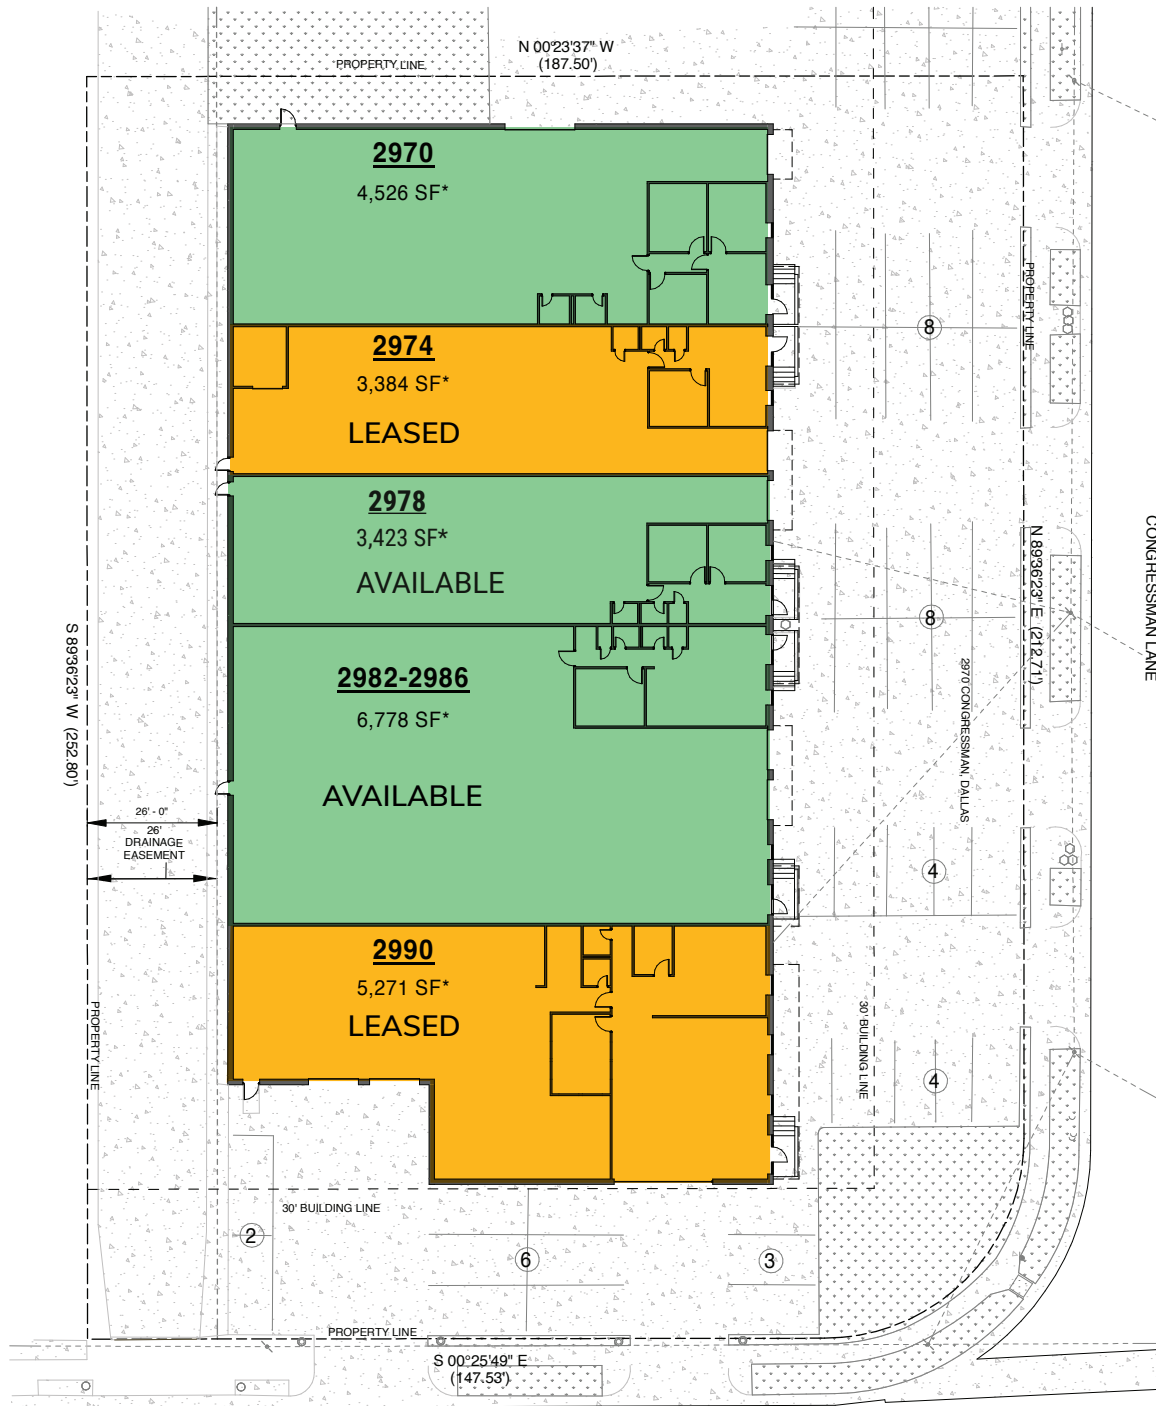 N 00°23'37" W
(187.50')
PROPERTY LINE
2970
4,526 SF*
2974
3,384 SF*
LEASED
2978
3,423 SF*
AVAILABLE
2982-2986
6,778 SF*
AVAILABLE
2990
5,271 SF*
LEASED
S 89°36'23" W (252.80')
26' - 0"
26'
DRAINAGE
EASEMENT
PROPERTY LINE
8
PROPERTY LINE
N 89°36'23" E (212.71')
CONGRESSMAN LANE
8
2970 CONGRESSMAN, DALLAS
4
30' BUILDING LINE
4
30' BUILDING LINE
2
6
3
PROPERTY LINE
S 00°25'49" E
(147.53')